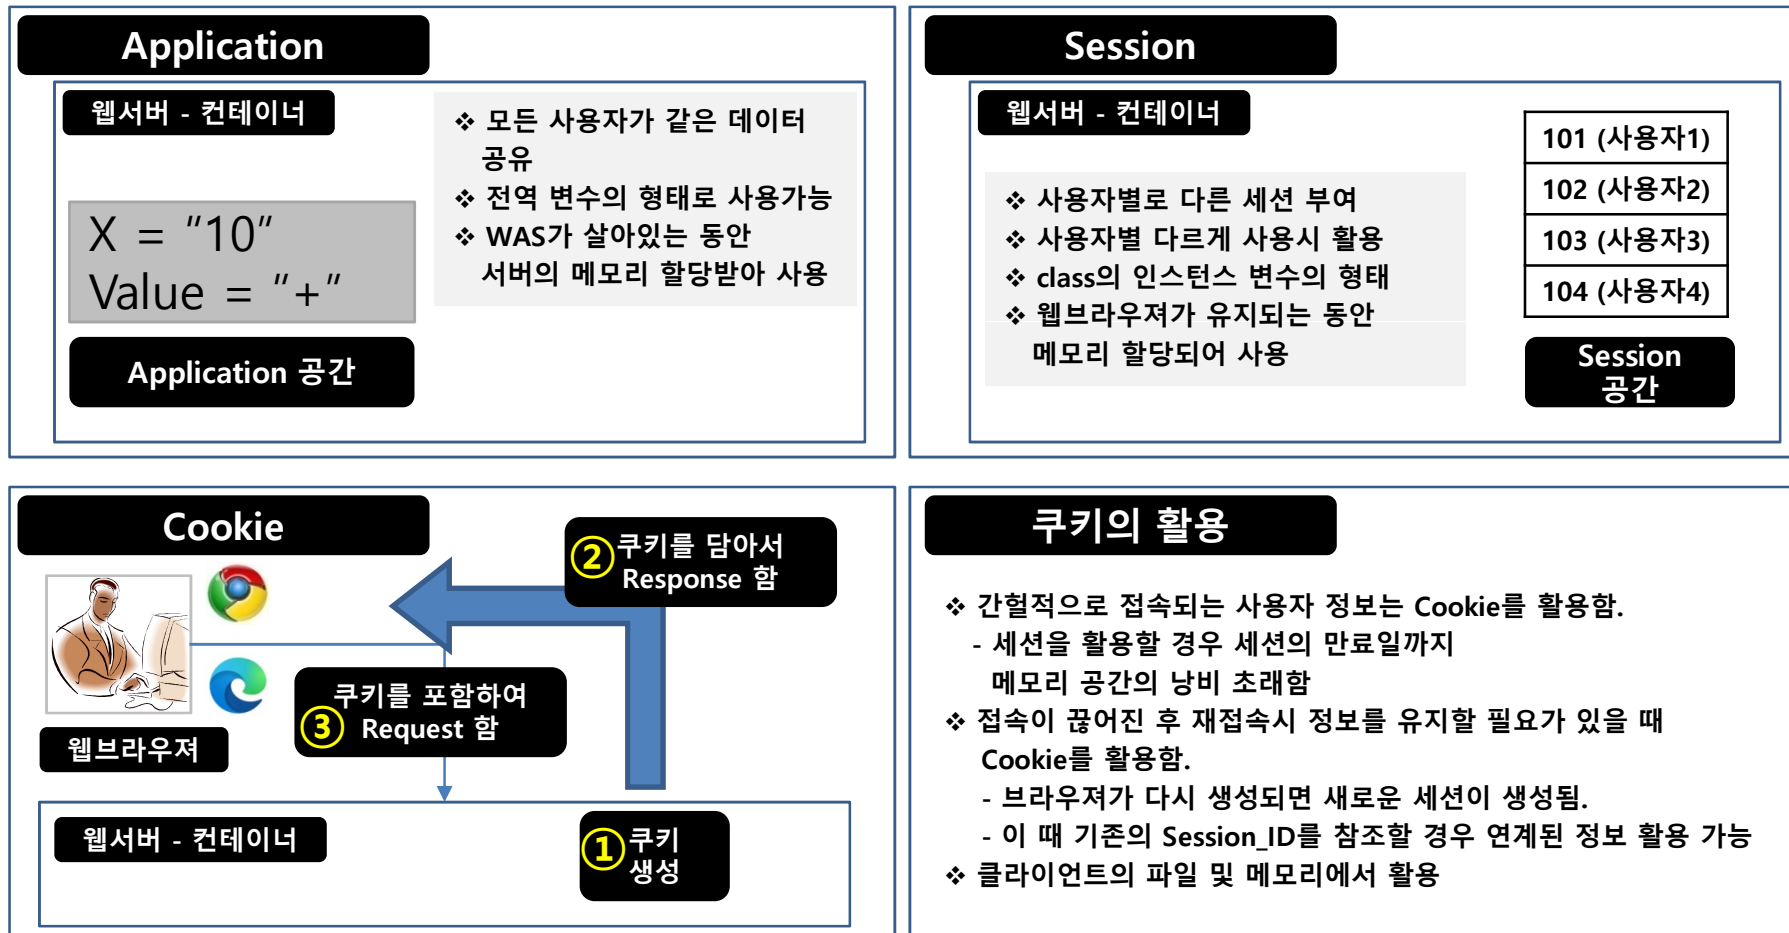 Application
웹서버 - 컨테이너
X = "10"
Value = "+"
Application 공간
❖ 모든 사용자가 같은 데이터
공유
❖ 전역 변수의 형태로 사용가능
❖ WAS가 살아있는 동안
서버의 메모리 할당받아 사용
Session
웹서버 - 컨테이너
❖ 사용자별로 다른 세션 부여
❖ 사용자별 다르게 사용시 활용
❖ class의 인스턴스 변수의 형태
❖ 웹브라우져가 유지되는 동안
메모리 할당되어 사용
101 (사용자1)
102 (사용자2)
103 (사용자3)
104 (사용자4)
Session
공간
Cookie
② 쿠키를 담아서
Response 함
③ 쿠키를 포함하여
Request 함
웹브라우져
웹서버 - 컨테이너
① 쿠키
생성
쿠키의 활용
❖ 간헐적으로 접속되는 사용자 정보는 Cookie를 활용함.
- 세션을 활용할 경우 세션의 만료일까지
메모리 공간의 낭비 초래함
❖ 접속이 끊어진 후 재접속시 정보를 유지할 필요가 있을 때
Cookie를 활용함.
- 브라우져가 다시 생성되면 새로운 세션이 생성됨.
- 이 때 기존의 Session_ID를 참조할 경우 연계된 정보 활용 가능
❖ 클라이언트의 파일 및 메모리에서 활용